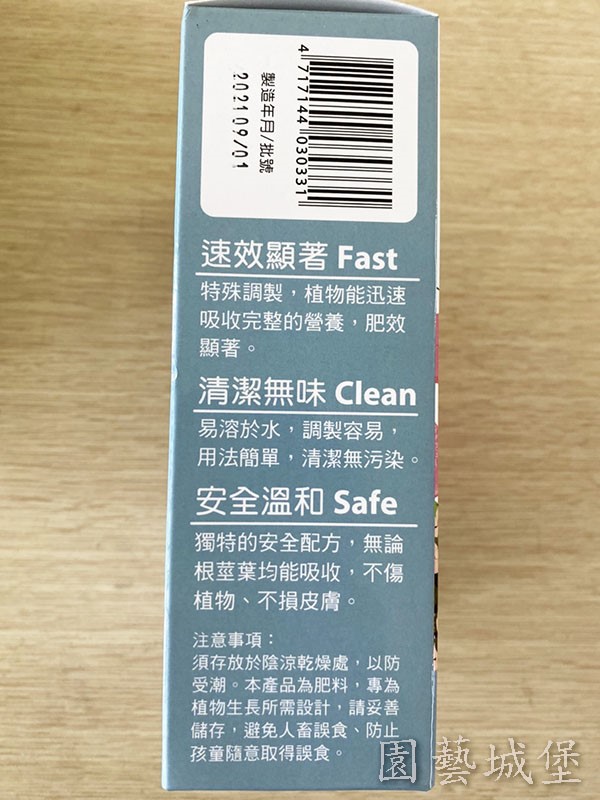 4 717144 030331
製造年月/批號
202109/01
速效顯著 Fast
特殊調製，植物能迅速
吸收完整的營養，肥效
顯著。
清潔無味 Clean
易溶於水，調製容易，
用法簡單，清潔無污染。
安全溫和 Safe
獨特的安全配方，無論
根莖葉均能吸收，不傷
植物、不損皮膚。
注意事項：
須存放於陰涼乾燥處，以防
受潮。本產品為肥料，專為
植物生長所需設計，請妥善
儲存，避免人畜誤食、防止
孩童隨意取得誤食。
園藝城堡